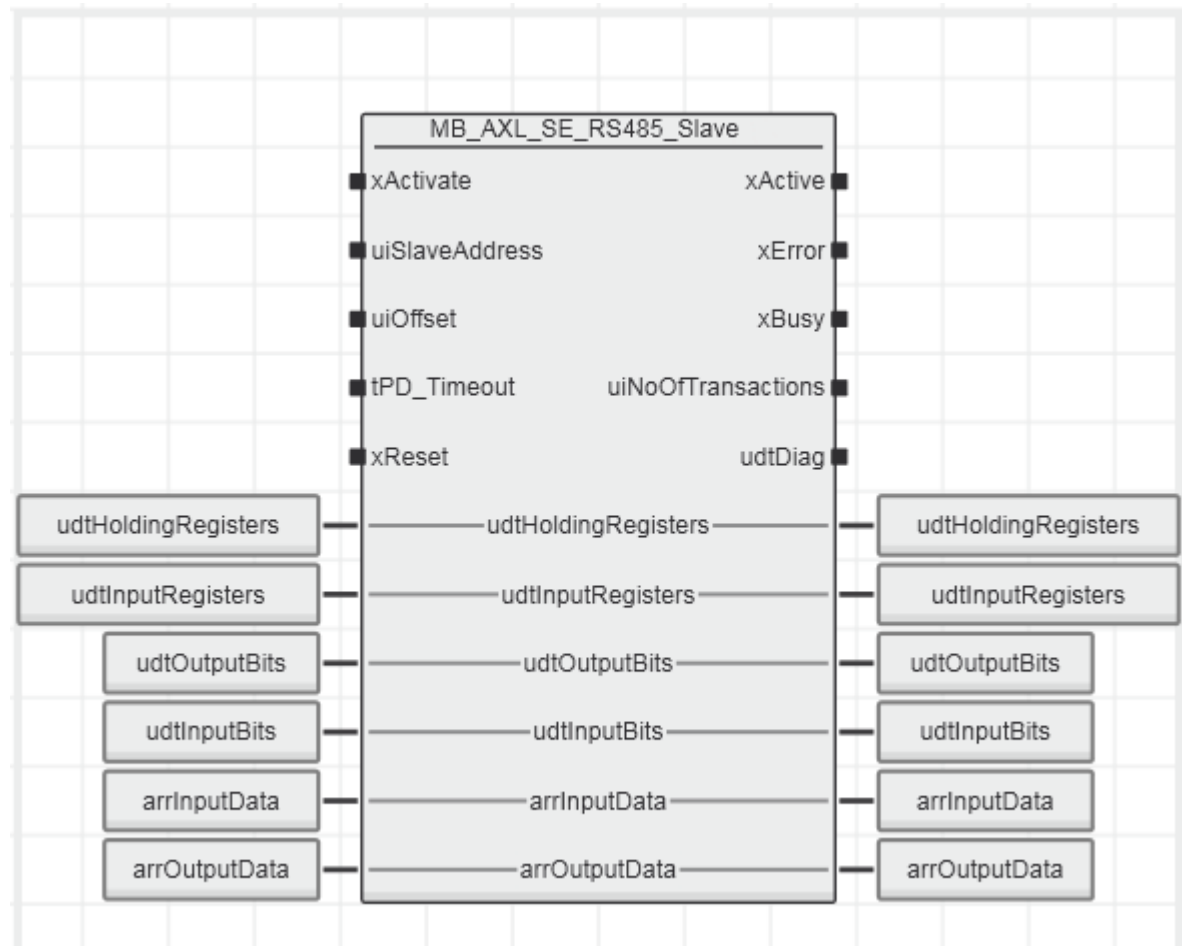 MB_AXL_SE_RS485_Slave
xActivate xActive
uiSlaveAddress xError
uiOffset xBusy
tPD_Timeout uiNoOfTransactions
xReset udtDiag
udtHoldingRegisters udtHoldingRegisters udtHoldingRegisters
udtInputRegisters udtInputRegisters udtInputRegisters
udtOutputBits udtOutputBits udtOutputBits
udtInputBits udtInputBits udtInputBits
arrInputData arrInputData arrInputData
arrOutputData arrOutputData arrOutputData